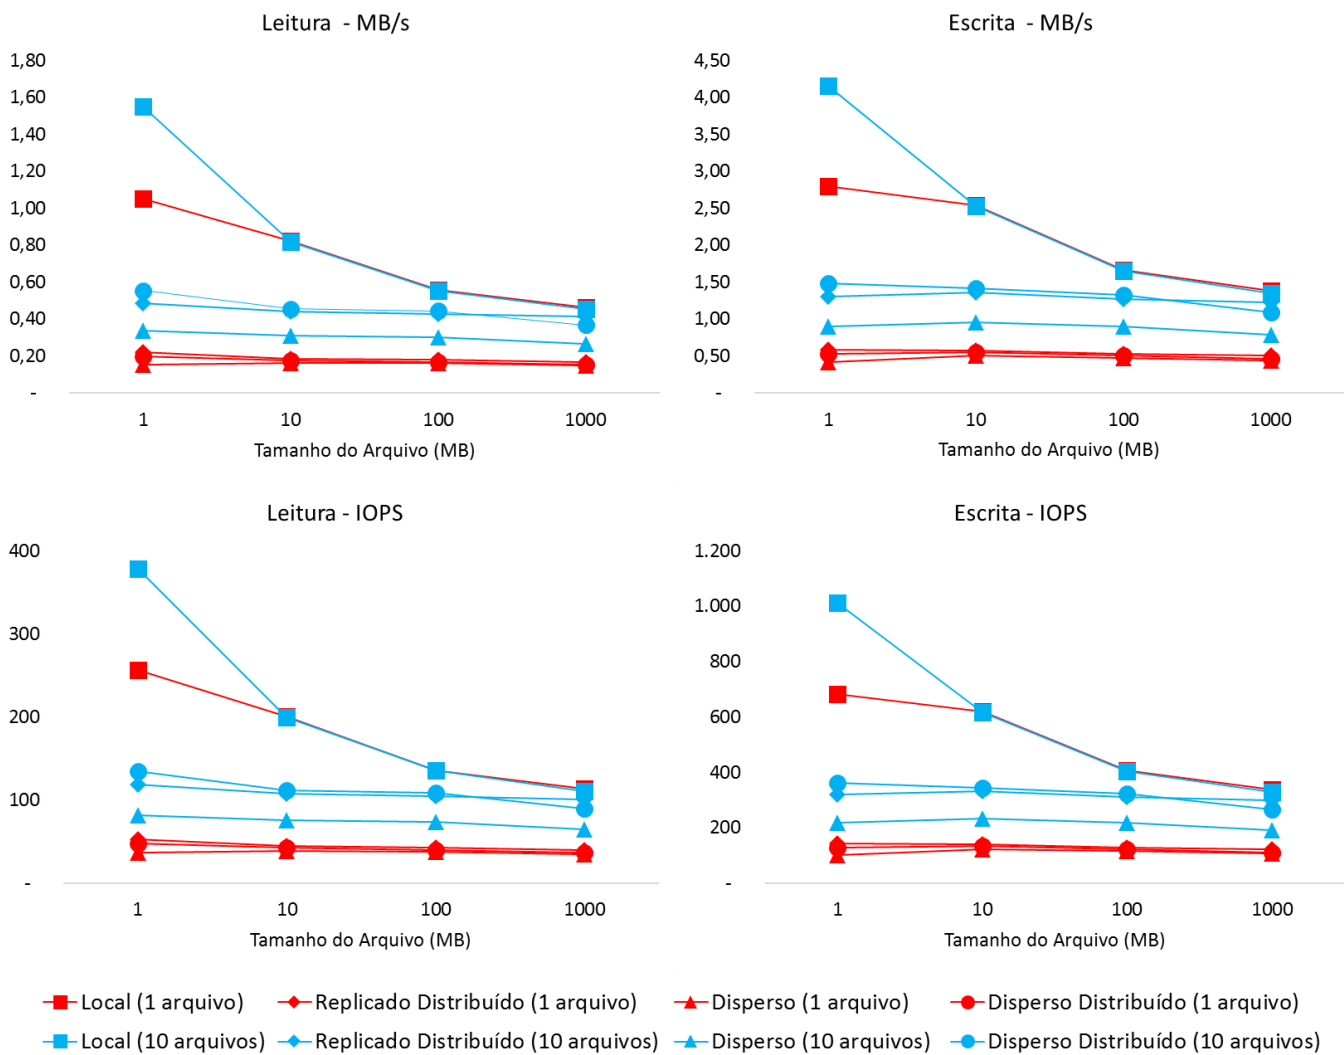 Leitura - MB/s
1,80
1,60
1,40
1,20
1,00
0,80
0,60
0,40
0,20
-
1 10 100 1000
Tamanho do Arquivo (MB)
Escrita - MB/s
4,50
4,00
3,50
3,00
2,50
2,00
1,50
1,00
0,50
-
1 10 100 1000
Tamanho do Arquivo (MB)
Leitura - IOPS
400
300
200
100
-
1 10 100 1000
Tamanho do Arquivo (MB)
Escrita - IOPS
1.200
1.000
800
600
400
200
-
1 10 100 1000
Tamanho do Arquivo (MB)
Local (1 arquivo) Replicado Distribuído (1 arquivo) Disperso (1 arquivo) Disperso Distribuído (1 arquivo)
Local (10 arquivos) Replicado Distribuído (10 arquivos) Disperso (10 arquivos) Disperso Distribuído (10 arquivos)